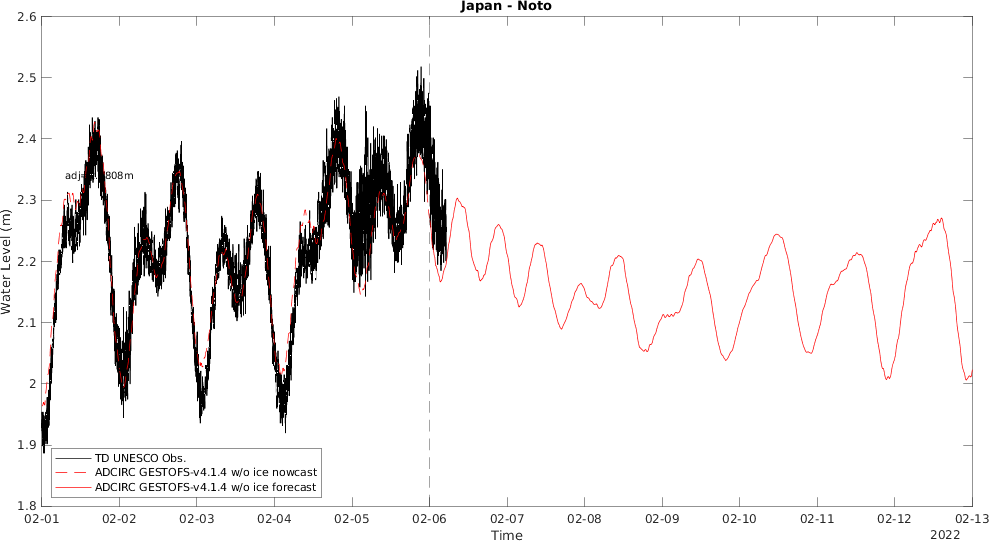 Japan - Noto
2.6
2.5
2.4
2.3
2.2
2.1
2
1.9
1.8
Water Level (m)
808m
TD UNESCO Obs.
ADCIRC GESTOFS-v4.1.4 w/o ice nowcast
ADCIRC GESTOFS-v4.1.4 w/o ice forecast
02-01 02-02 02-03 02-04 02-05 02-06 02-07 02-08 02-09 02-10 02-11 02-12 02-13
Time
2022